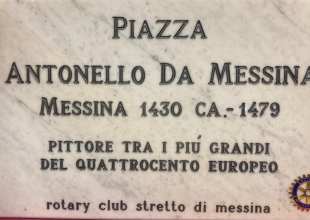 PIAZZA
ANTONELLO DA MESSINA
MESSINA 1430 CA.-1479
PITTORE TRA I PIÚ GRANDI
DEL QUATTROCENTO EUROPEO
rotary club stretto di messina